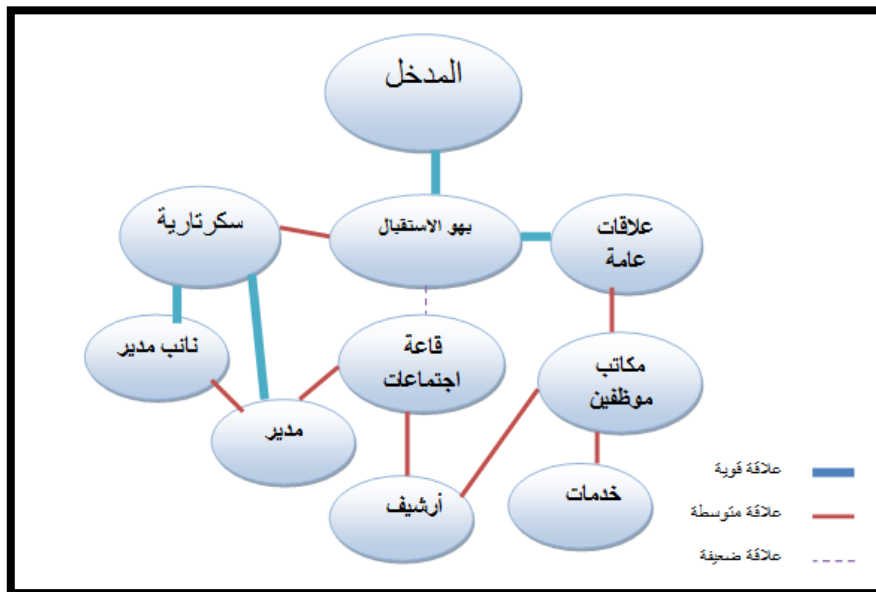 المدخل
سكرتارية
بهو الاستقبال
علاقات
عامة
نائب مدير
قاعة
اجتماعات
مكاتب
موظفين
مدير
أرشيف
خدمات
علاقة قوية
علاقة متوسطة
علاقة ضعيفة